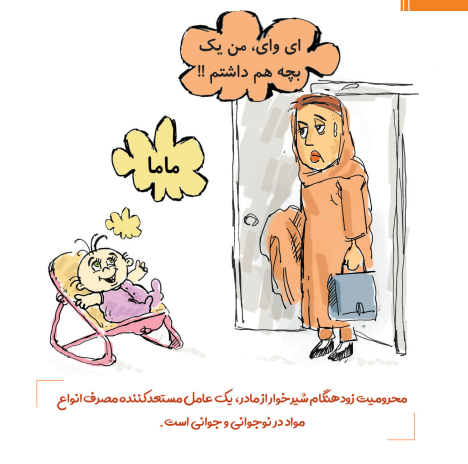 ای وای، من یک
بچه هم داشتم !!
ماما
محرومیت زودهنگام شیرخوار از مادر، یک عامل مستعدکننده مصرف انواع
مواد در نوجوانی و جوانی است.